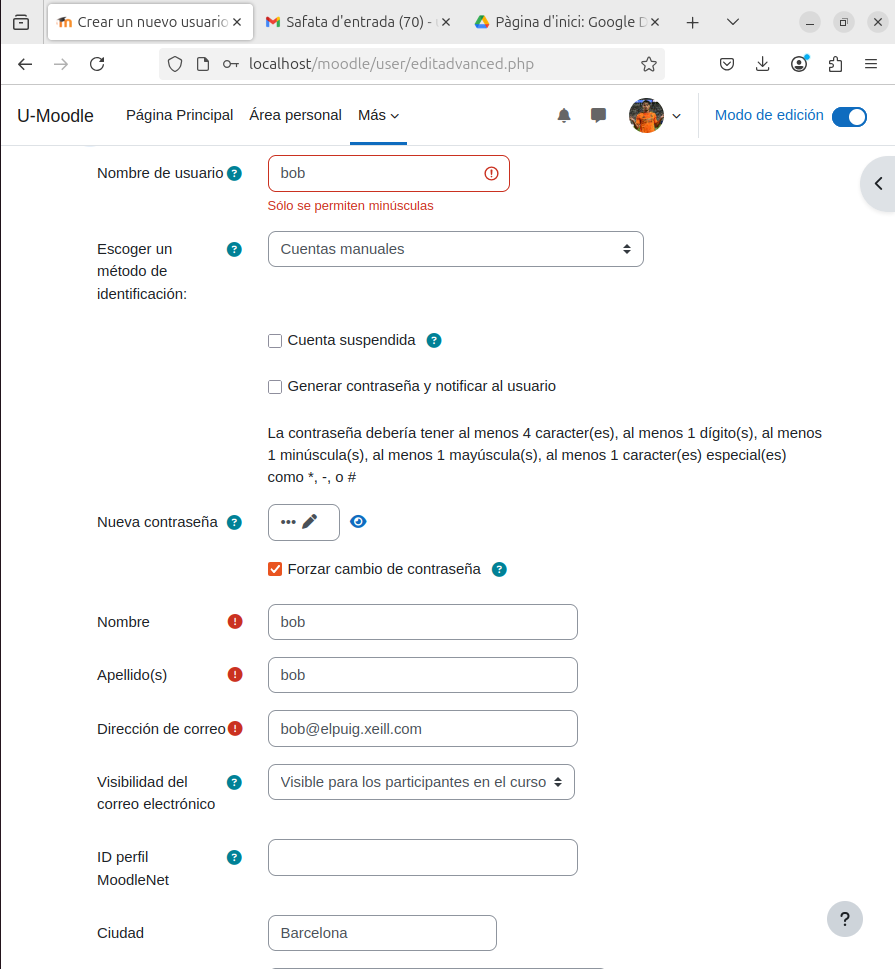 Crear un nuevo usuario
Safata d'entrada (70) -
Pàgina d'inici: Google D
localhost/moodle/user/editadvanced.php
U-Moodle
Página Principal
Área personal
Más
Modo de edición
Nombre de usuario ?
bob
Sólo se permiten minúsculas
Escoger un
método de
identificación:
?
Cuentas manuales
Cuenta suspendida ?
Generar contraseña y notificar al usuario
La contraseña debería tener al menos 4 caracter(es), al menos 1 dígito(s), al menos
1 minúscula(s), al menos 1 mayúscula(s), al menos 1 caracter(es) especial(es)
como *, -, o #
Nueva contraseña ?
•••
Forzar cambio de contraseña ?
Nombre !
bob
Apellido(s) !
bob
Dirección de correo !
bob@elpuig.xeill.com
Visibilidad del
correo electrónico
?
Visible para los participantes en el curso
ID perfil
MoodleNet
?
Ciudad
Barcelona
?